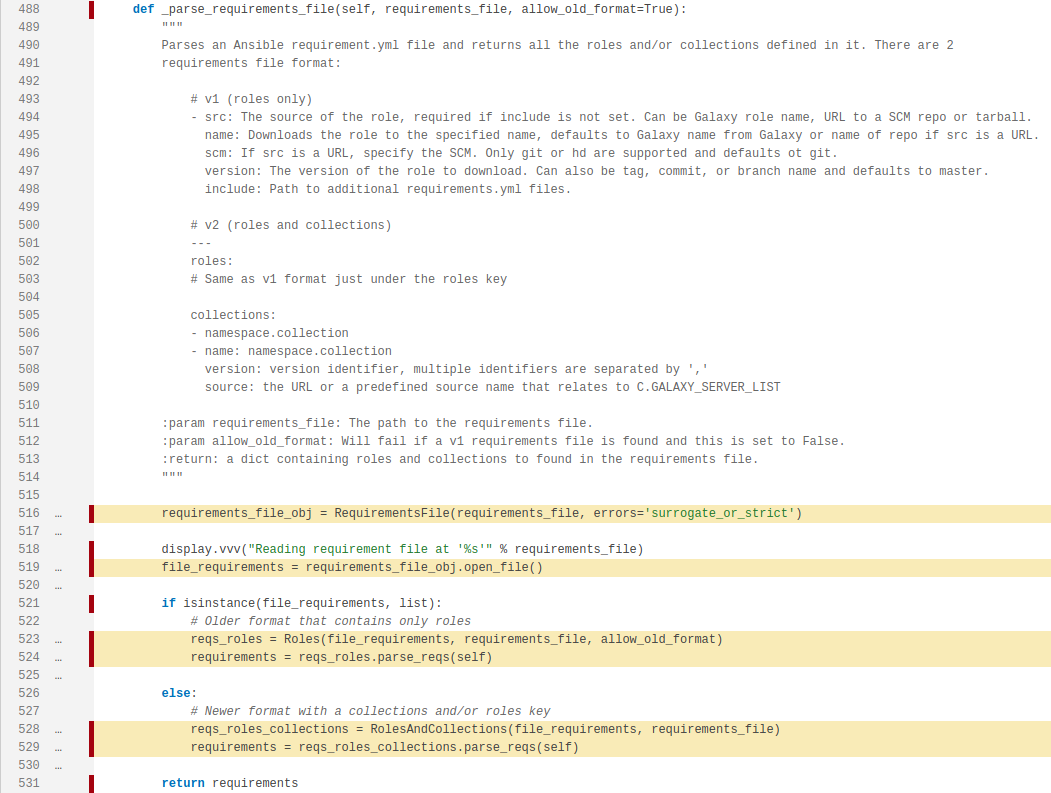 488 def _parse_requirements_file(self, requirements_file, allow_old_format=True):
489 """
490 Parses an Ansible requirement.yml file and returns all the roles and/or collections defined in it. There are 2
491 requirements file format:
492
493 # v1 (roles only)
494 - src: The source of the role, required if include is not set. Can be Galaxy role name, URL to a SCM repo or tarball.
495 name: Downloads the role to the specified name, defaults to Galaxy name from Galaxy or name of repo if src is a URL.
496 scm: If src is a URL, specify the SCM. Only git or hd are supported and defaults ot git.
497 version: The version of the role to download. Can also be tag, commit, or branch name and defaults to master.
498 include: Path to additional requirements.yml files.
499
500 # v2 (roles and collections)
501 ---
502 roles:
503 # Same as v1 format just under the roles key
504
505 collections:
506 - namespace.collection
507 - name: namespace.collection
508 version: version identifier, multiple identifiers are separated by ','
509 source: the URL or a predefined source name that relates to C.GALAXY_SERVER_LIST
510
511 :param requirements_file: The path to the requirements file.
512 :param allow_old_format: Will fail if a v1 requirements file is found and this is set to False.
513 :return: a dict containing roles and collections to found in the requirements file.
514 """
515
516 … requirements_file_obj = RequirementsFile(requirements_file, errors='surrogate_or_strict')
517 …
518 display.vvv("Reading requirement file at '%s'" % requirements_file)
519 … file_requirements = requirements_file_obj.open_file()
520 …
521 if isinstance(file_requirements, list):
522 # Older format that contains only roles
523 … reqs_roles = Roles(file_requirements, requirements_file, allow_old_format)
524 … requirements = reqs_roles.parse_reqs(self)
525 …
526 else:
527 # Newer format with a collections and/or roles key
528 … reqs_roles_collections = RolesAndCollections(file_requirements, requirements_file)
529 … requirements = reqs_roles_collections.parse_reqs(self)
530 …
531 return requirements